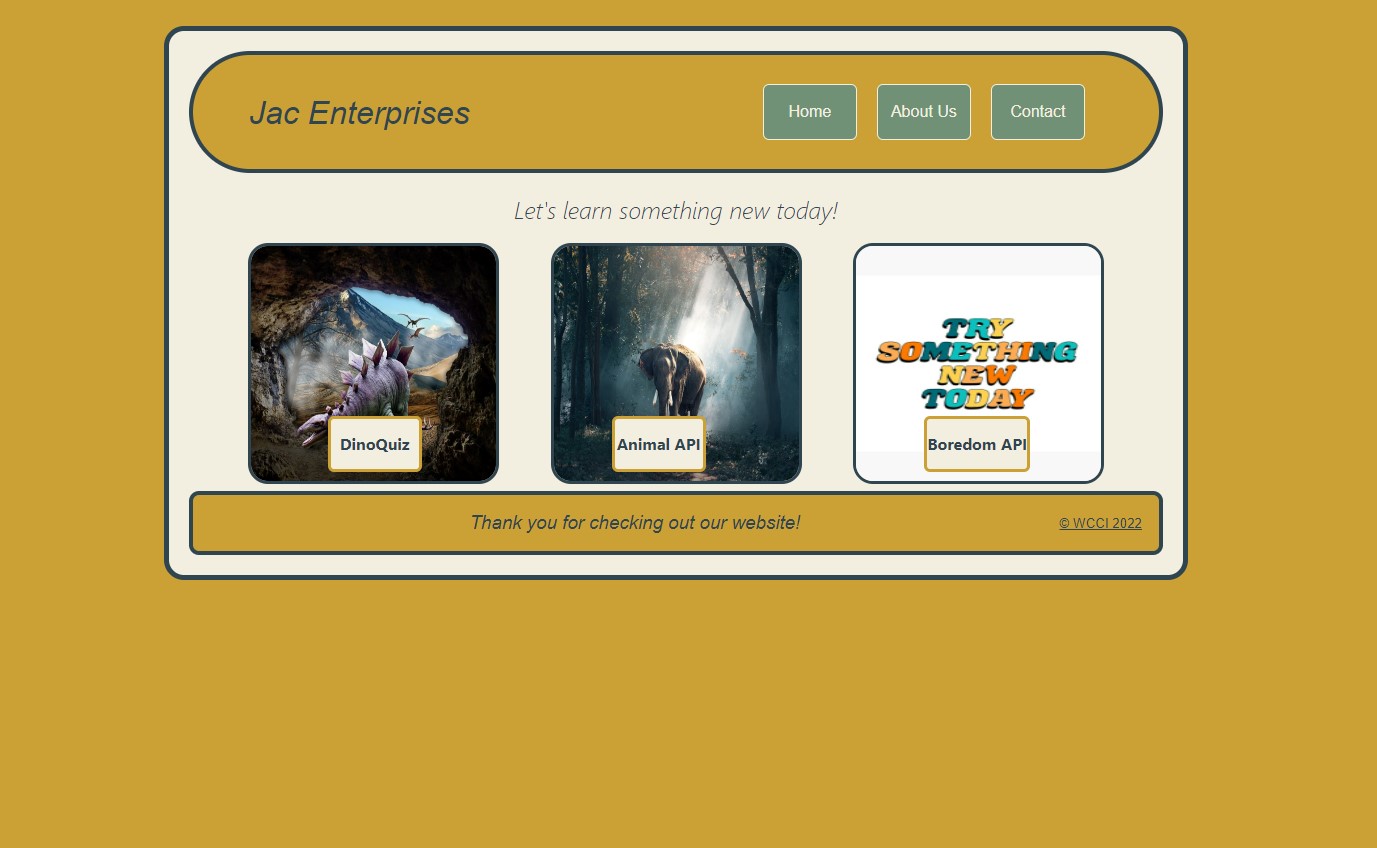 Jac Enterprises
Home
About Us
Contact
Let's learn something new today!
TRY
SOMETHING
NEW
TODAY
DinoQuiz
Animal API
Boredom API
Thank you for checking out our website!
© WCCI 2022